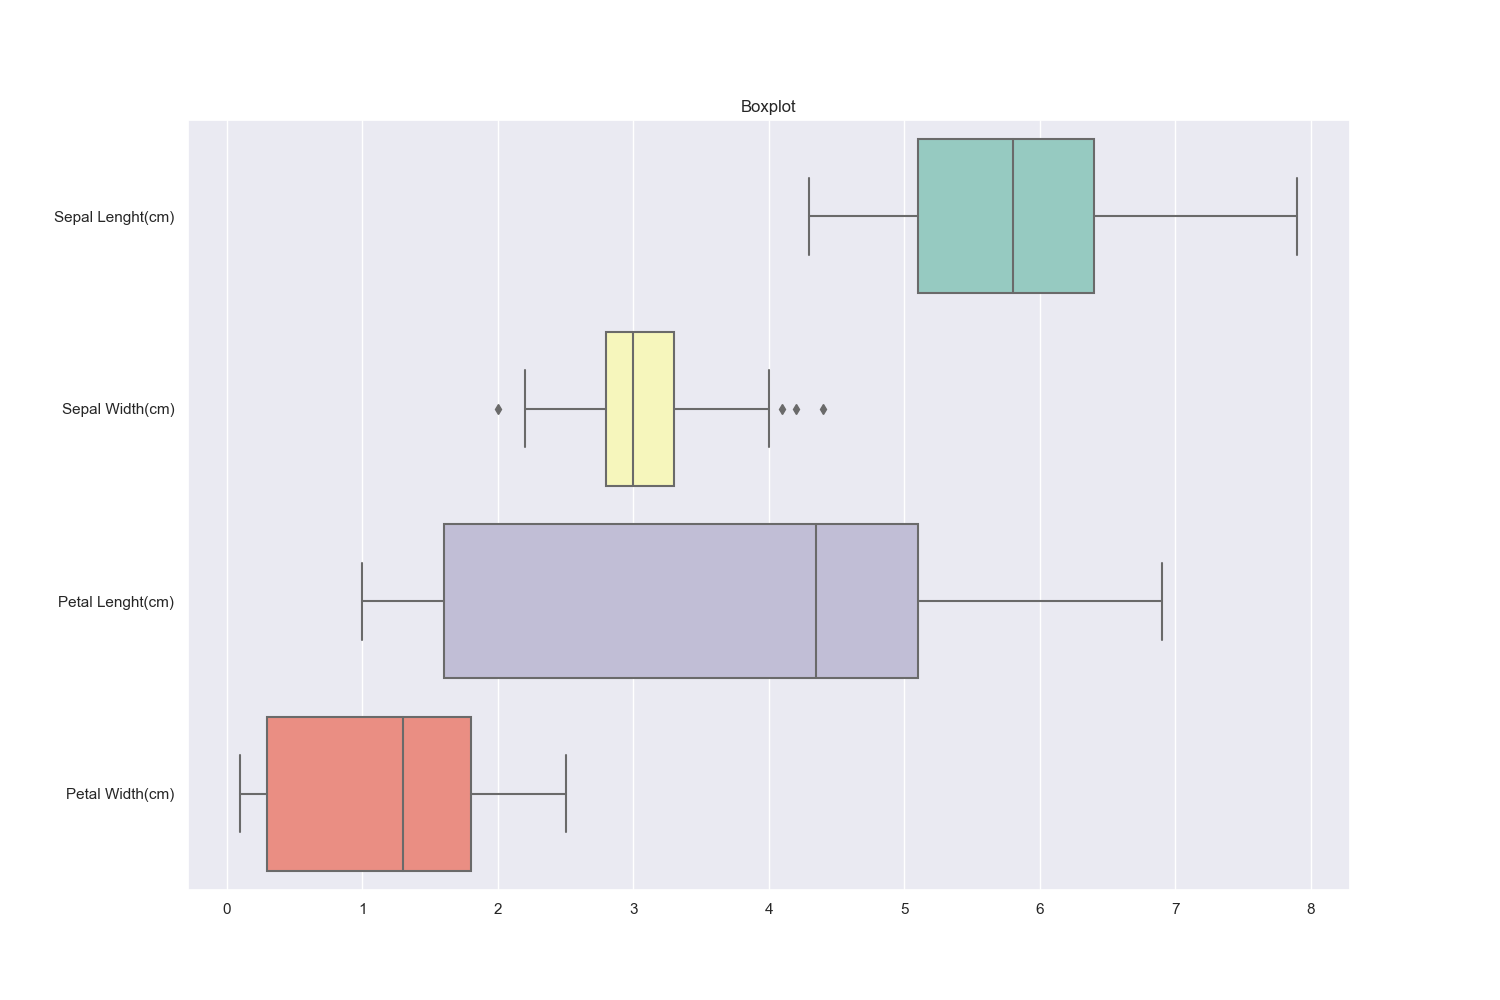 Boxplot
Sepal Lenght(cm)
Sepal Width(cm)
Petal Lenght(cm)
Petal Width(cm)
0 1 2 3 4 5 6 7 8